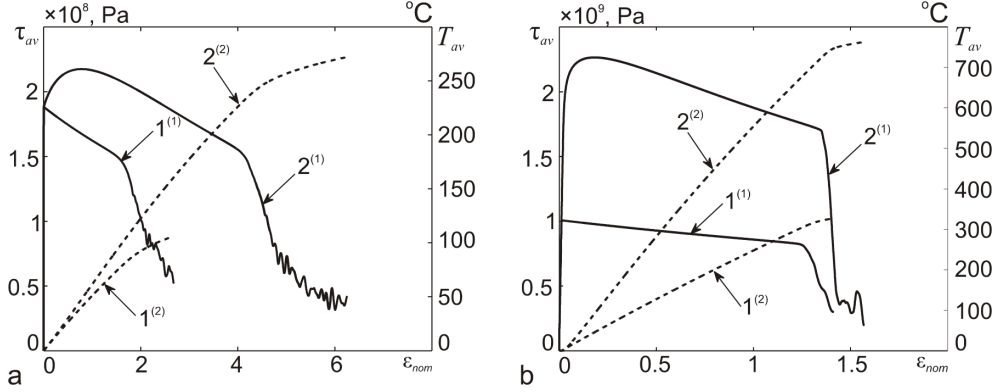 ×10⁸, Pa
°C
τav
Tav
2
1.5
1
0.5
0
250
200
150
100
50
0
0 2 4 6
εnom
2⁽²⁾
1⁽¹⁾
2⁽¹⁾
1⁽²⁾
a
×10⁹, Pa
°C
τav
Tav
2
1.5
1
0.5
0
700
600
500
400
300
200
100
0
0 0.5 1 1.5
εnom
2⁽²⁾
2⁽¹⁾
1⁽¹⁾
1⁽²⁾
b